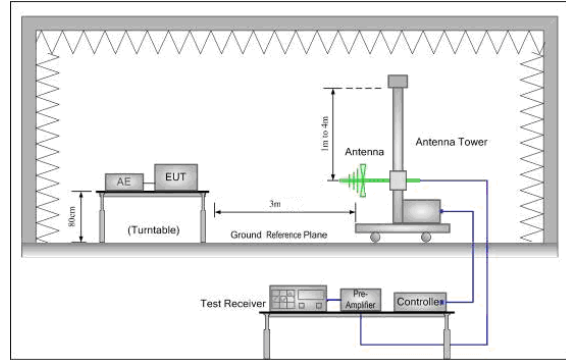 1m to 4m
Antenna
Antenna Tower
AE
EUT
80cm
(Turntable)
3m
Ground Reference Plane
Test Receiver
Pre-
Amplifier
Controller